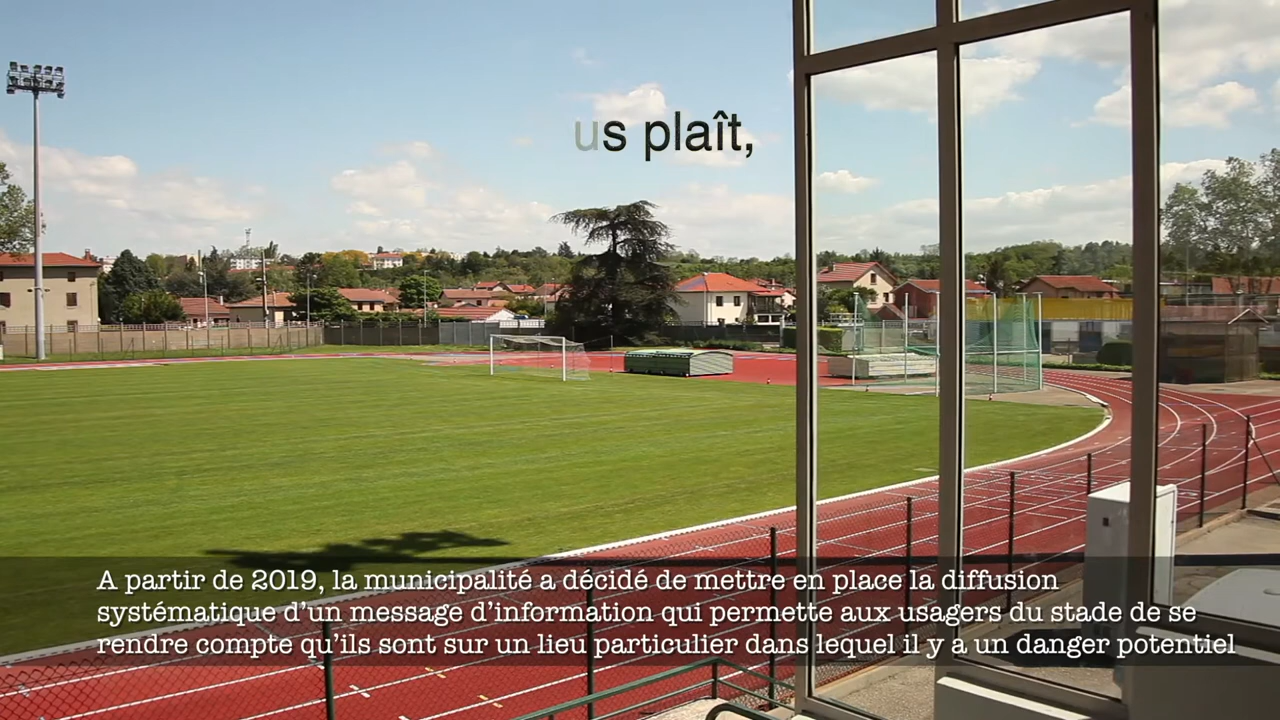 us plaît,
A partir de 2019, la municipalité a décidé de mettre en place la diffusion
systématique d'un message d'information qui permette aux usagers du stade de se
rendre compte qu'ils sont sur un lieu particulier dans lequel il y a un danger potentiel